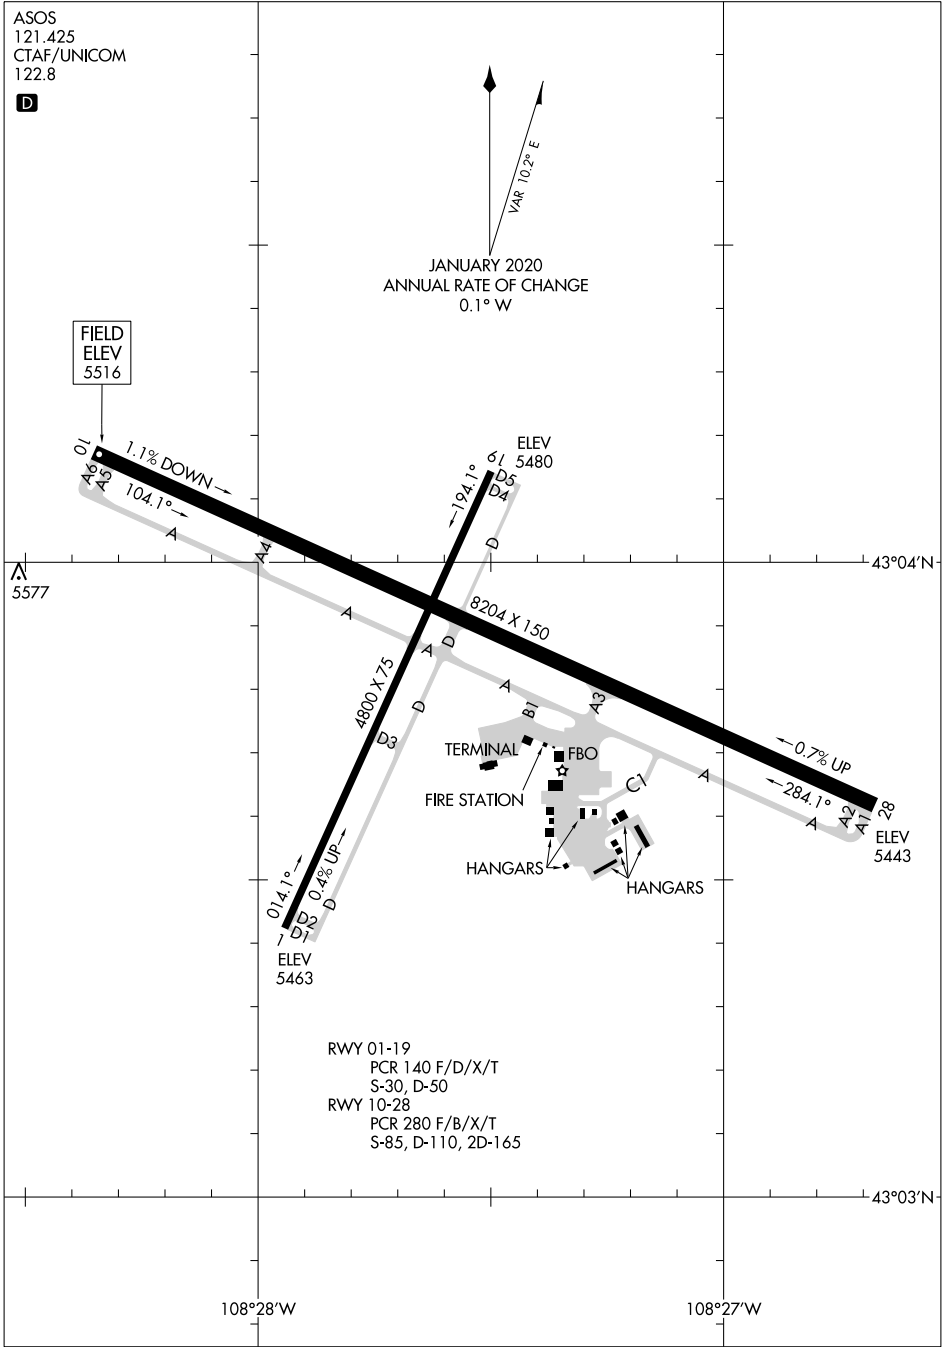 ASOS
121.425
CTAF/UNICOM
122.8
D
VAR 10.2° E
JANUARY 2020
ANNUAL RATE OF CHANGE
0.1° W
FIELD
ELEV
5516
10
A6
A5
1.1% DOWN
104.1°
A
A4
19
ELEV
5480
D5
D4
194.1°
D
43°04'N
5577
A
8204 X 150
A
D
4800 X 75
D
A
B1
A3
D3
TERMINAL
FBO
FIRE STATION
C1
A
0.7% UP
284.1°
A
A2
A1
28
ELEV
5443
HANGARS
HANGARS
014.1°
0.4% UP
D
D2
D1
1
ELEV
5463
RWY 01-19
PCR 140 F/D/X/T
S-30, D-50
RWY 10-28
PCR 280 F/B/X/T
S-85, D-110, 2D-165
43°03'N
108°28'W
108°27'W